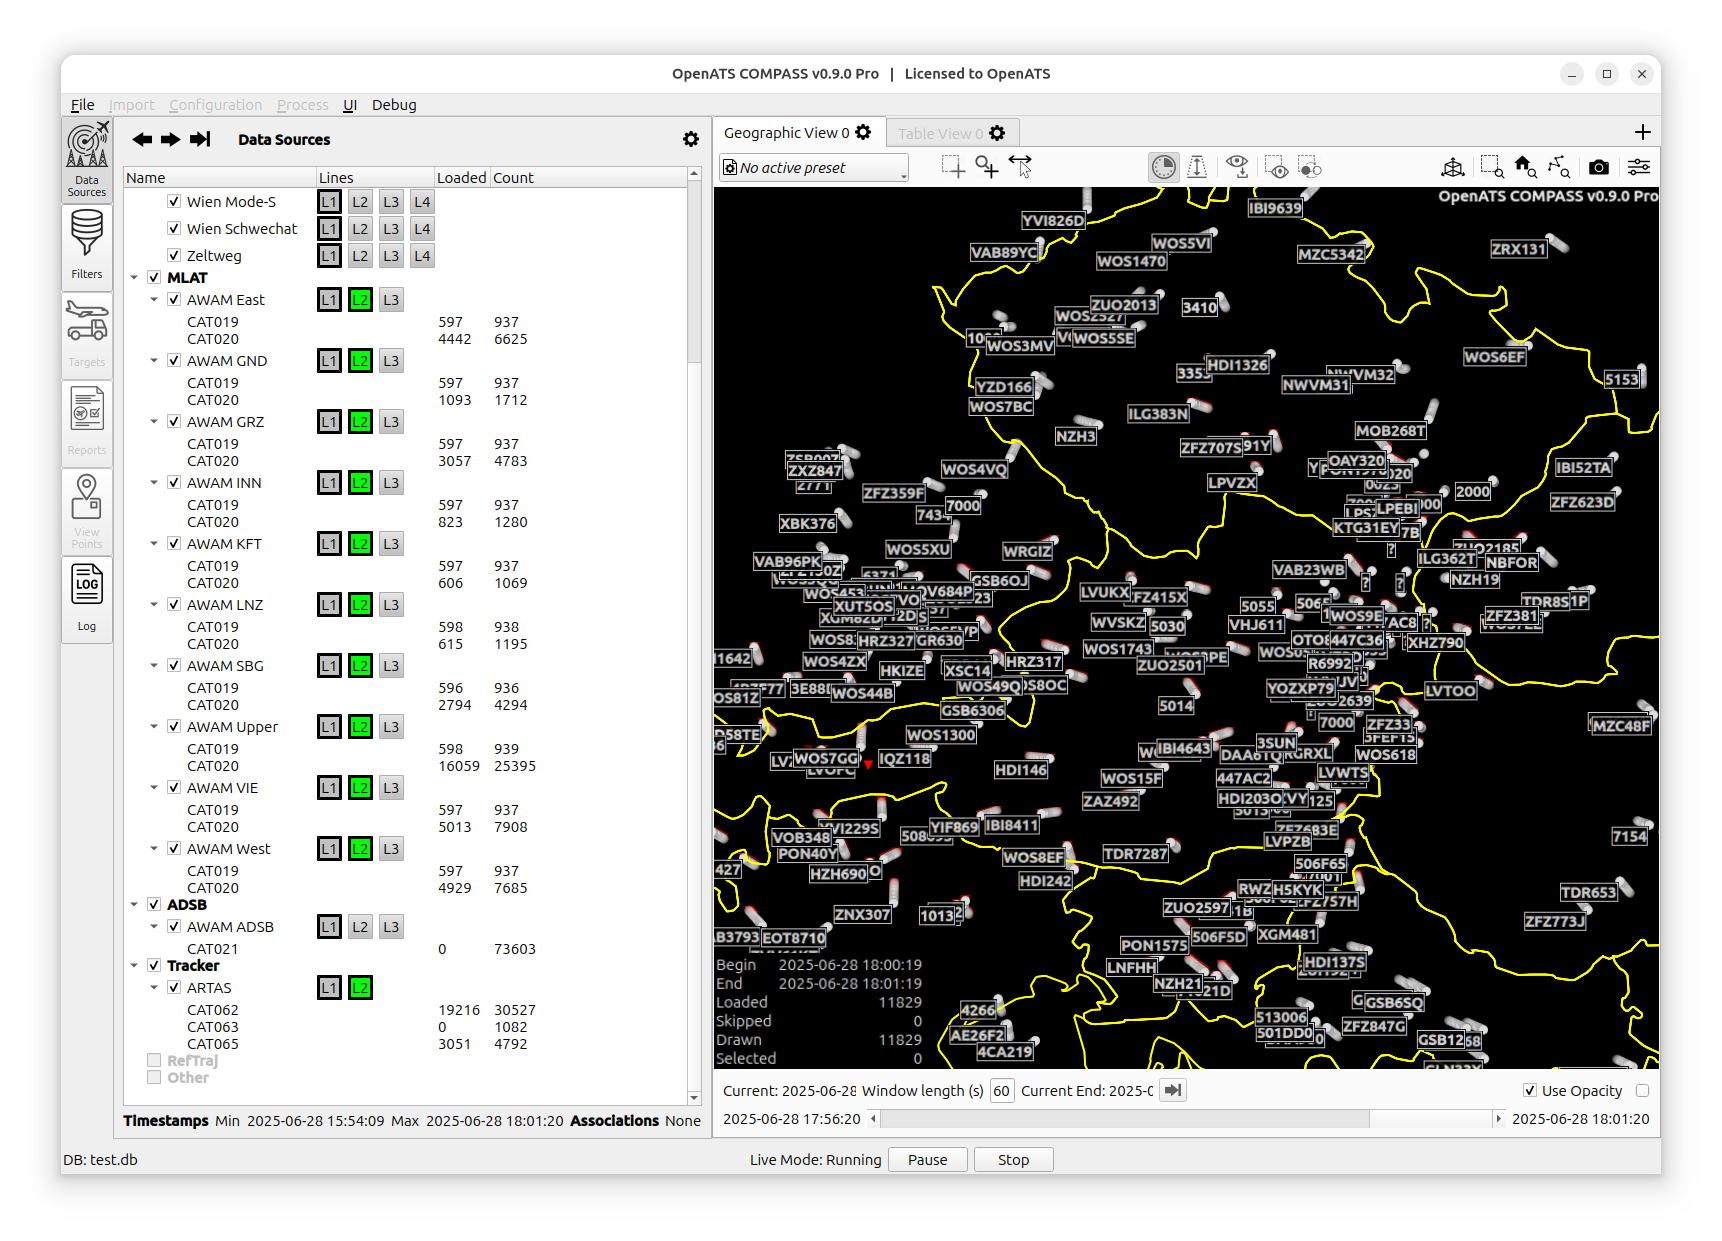 OpenATS COMPASS v0.9.0 Pro | Licensed to OpenATS
File Import Configuration Process UI Debug
Data Sources
Filters
Targets
Reports
View Points
LOG
Log
Data Sources
Name Lines Loaded Count
Wien Mode-S L1 L2 L3 L4
Wien Schwechat L1 L2 L3 L4
Zeltweg L1 L2 L3 L4
MLAT
AWAM East L1 L2 L3
CAT019 597 937
CAT020 4442 6625
AWAM GND L1 L2 L3
CAT019 597 937
CAT020 1093 1712
AWAM GRZ L1 L2 L3
CAT019 597 937
CAT020 3057 4783
AWAM INN L1 L2 L3
CAT019 597 937
CAT020 823 1280
AWAM KFT L1 L2 L3
CAT019 597 937
CAT020 606 1069
AWAM LNZ L1 L2 L3
CAT019 598 938
CAT020 615 1195
AWAM SBG L1 L2 L3
CAT019 596 936
CAT020 2794 4294
AWAM Upper L1 L2 L3
CAT019 598 939
CAT020 16059 25395
AWAM VIE L1 L2 L3
CAT019 597 937
CAT020 5013 7908
AWAM West L1 L2 L3
CAT019 597 937
CAT020 4929 7685
ADSB
AWAM ADSB L1 L2 L3
CAT021 0 73603
Tracker
ARTAS L1 L2
CAT062 19216 30527
CAT063 0 1082
CAT065 3051 4792
RefTraj
Other
Timestamps Min 2025-06-28 15:54:09 Max 2025-06-28 18:01:20 Associations None
Geographic View 0 Table View 0
No active preset
OpenATS COMPASS v0.9.0 Pro
IBI9639
YVI826D
WOS5VI
VAB89YC
WOS1470
MZC5342
ZRX131
ZUO2013
3410
WOS3MV
WOS5SE
WOS6EF
HDI1326
NWVM31
5153
YZD166
WOS7BC
ILG383N
NZH3
MOB268T
ZFZ707S
OAY320
ZXZ847
WOS4VQ
IBI52TA
LPVZX
ZFZ359F
7000
2000
ZFZ623D
LPEBI
XBK376
KTG31EY
WOS5XU
WRGIZ
ILG362T
NBFOR
VAB96PK
VAB23WB
GSB6OJ
NZH19
LVUKX
XUT5OS
5055
WOS9E
ZFZ381
WVSKZ
5030
VHJ611
HRZ327
447C36
XHZ790
WOS1743
WOS4ZX
HKIZE
XSC14
HRZ317
ZUO2501
R6992
WOS44B
WOS49Q
YOZXP79
LVTOO
5014
GSB6306
7000
ZFZ33
MZC48F
WOS1300
IBI4643
3SUN
WOS7GG
IQZ118
HDI146
WOS15F
WOS618
447AC2
LVWTS
ZAZ492
HDI203O
YIF869
IBI8411
VOB348
LVPZB
7154
PON40Y
WOS8EF
TDR7287
506F65
HZH690
HDI242
H5KYK
TDR653
ZNX307
1013
ZUO2597
ZFZ773J
EOT8710
506F5D
XGM481
PON1575
LNFHH
HDI137S
NZH21
4266
GSB6SQ
513006
ZFZ847G
AE26F2
501DD0
4CA219
GSB12
Begin 2025-06-28 18:00:19
End 2025-06-28 18:01:19
Loaded 11829
Skipped 0
Drawn 11829
Selected 0
Current: 2025-06-28 Window length (s) 60 Current End: 2025-0 Use Opacity
2025-06-28 17:56:20 2025-06-28 18:01:20
DB: test.db Live Mode: Running Pause Stop